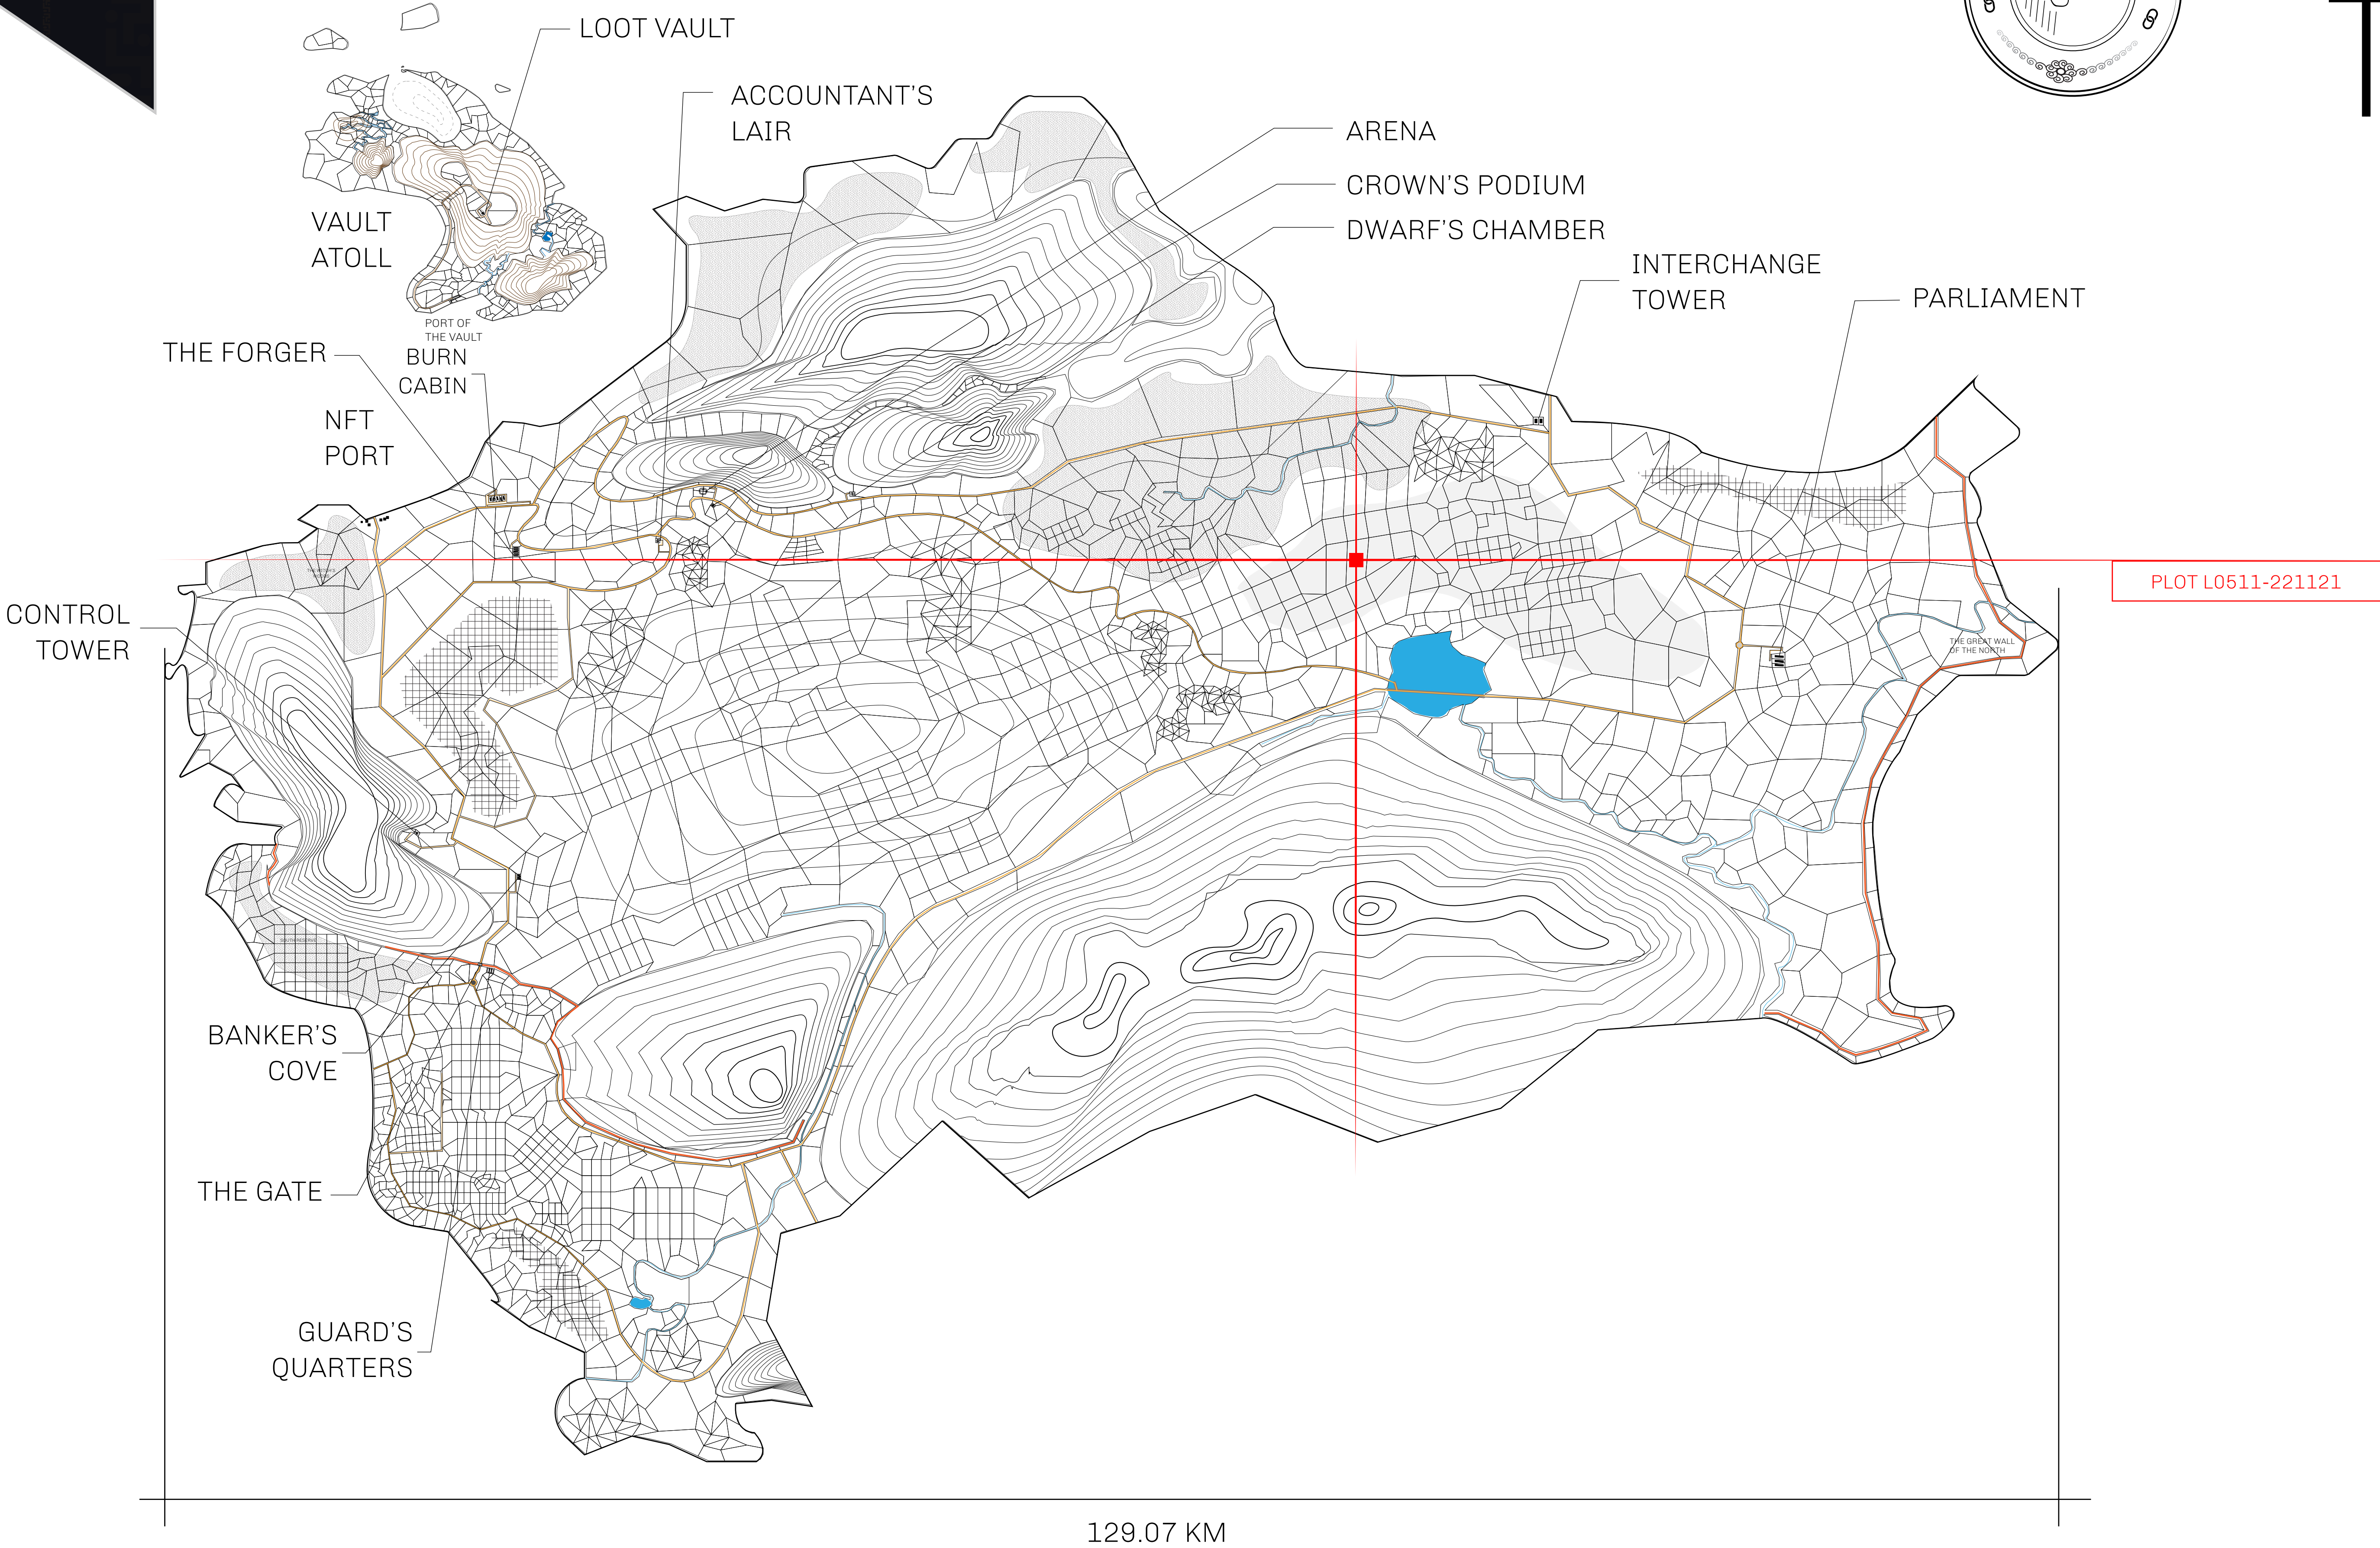 LOOT VAULT
ACCOUNTANT'S
LAIR
ARENA
CROWN'S PODIUM
DWARF'S CHAMBER
INTERCHANGE
TOWER
PARLIAMENT
VAULT
ATOLL
PORT OF
THE VAULT
THE FORGER
BURN
CABIN
NFT
PORT
PLOT L0511-221121
CONTROL
TOWER
THE GREAT WALL
OF THE NORTH
SOUTH RESERVE
BANKER'S
COVE
THE GATE
GUARD'S
QUARTERS
129.07 KM